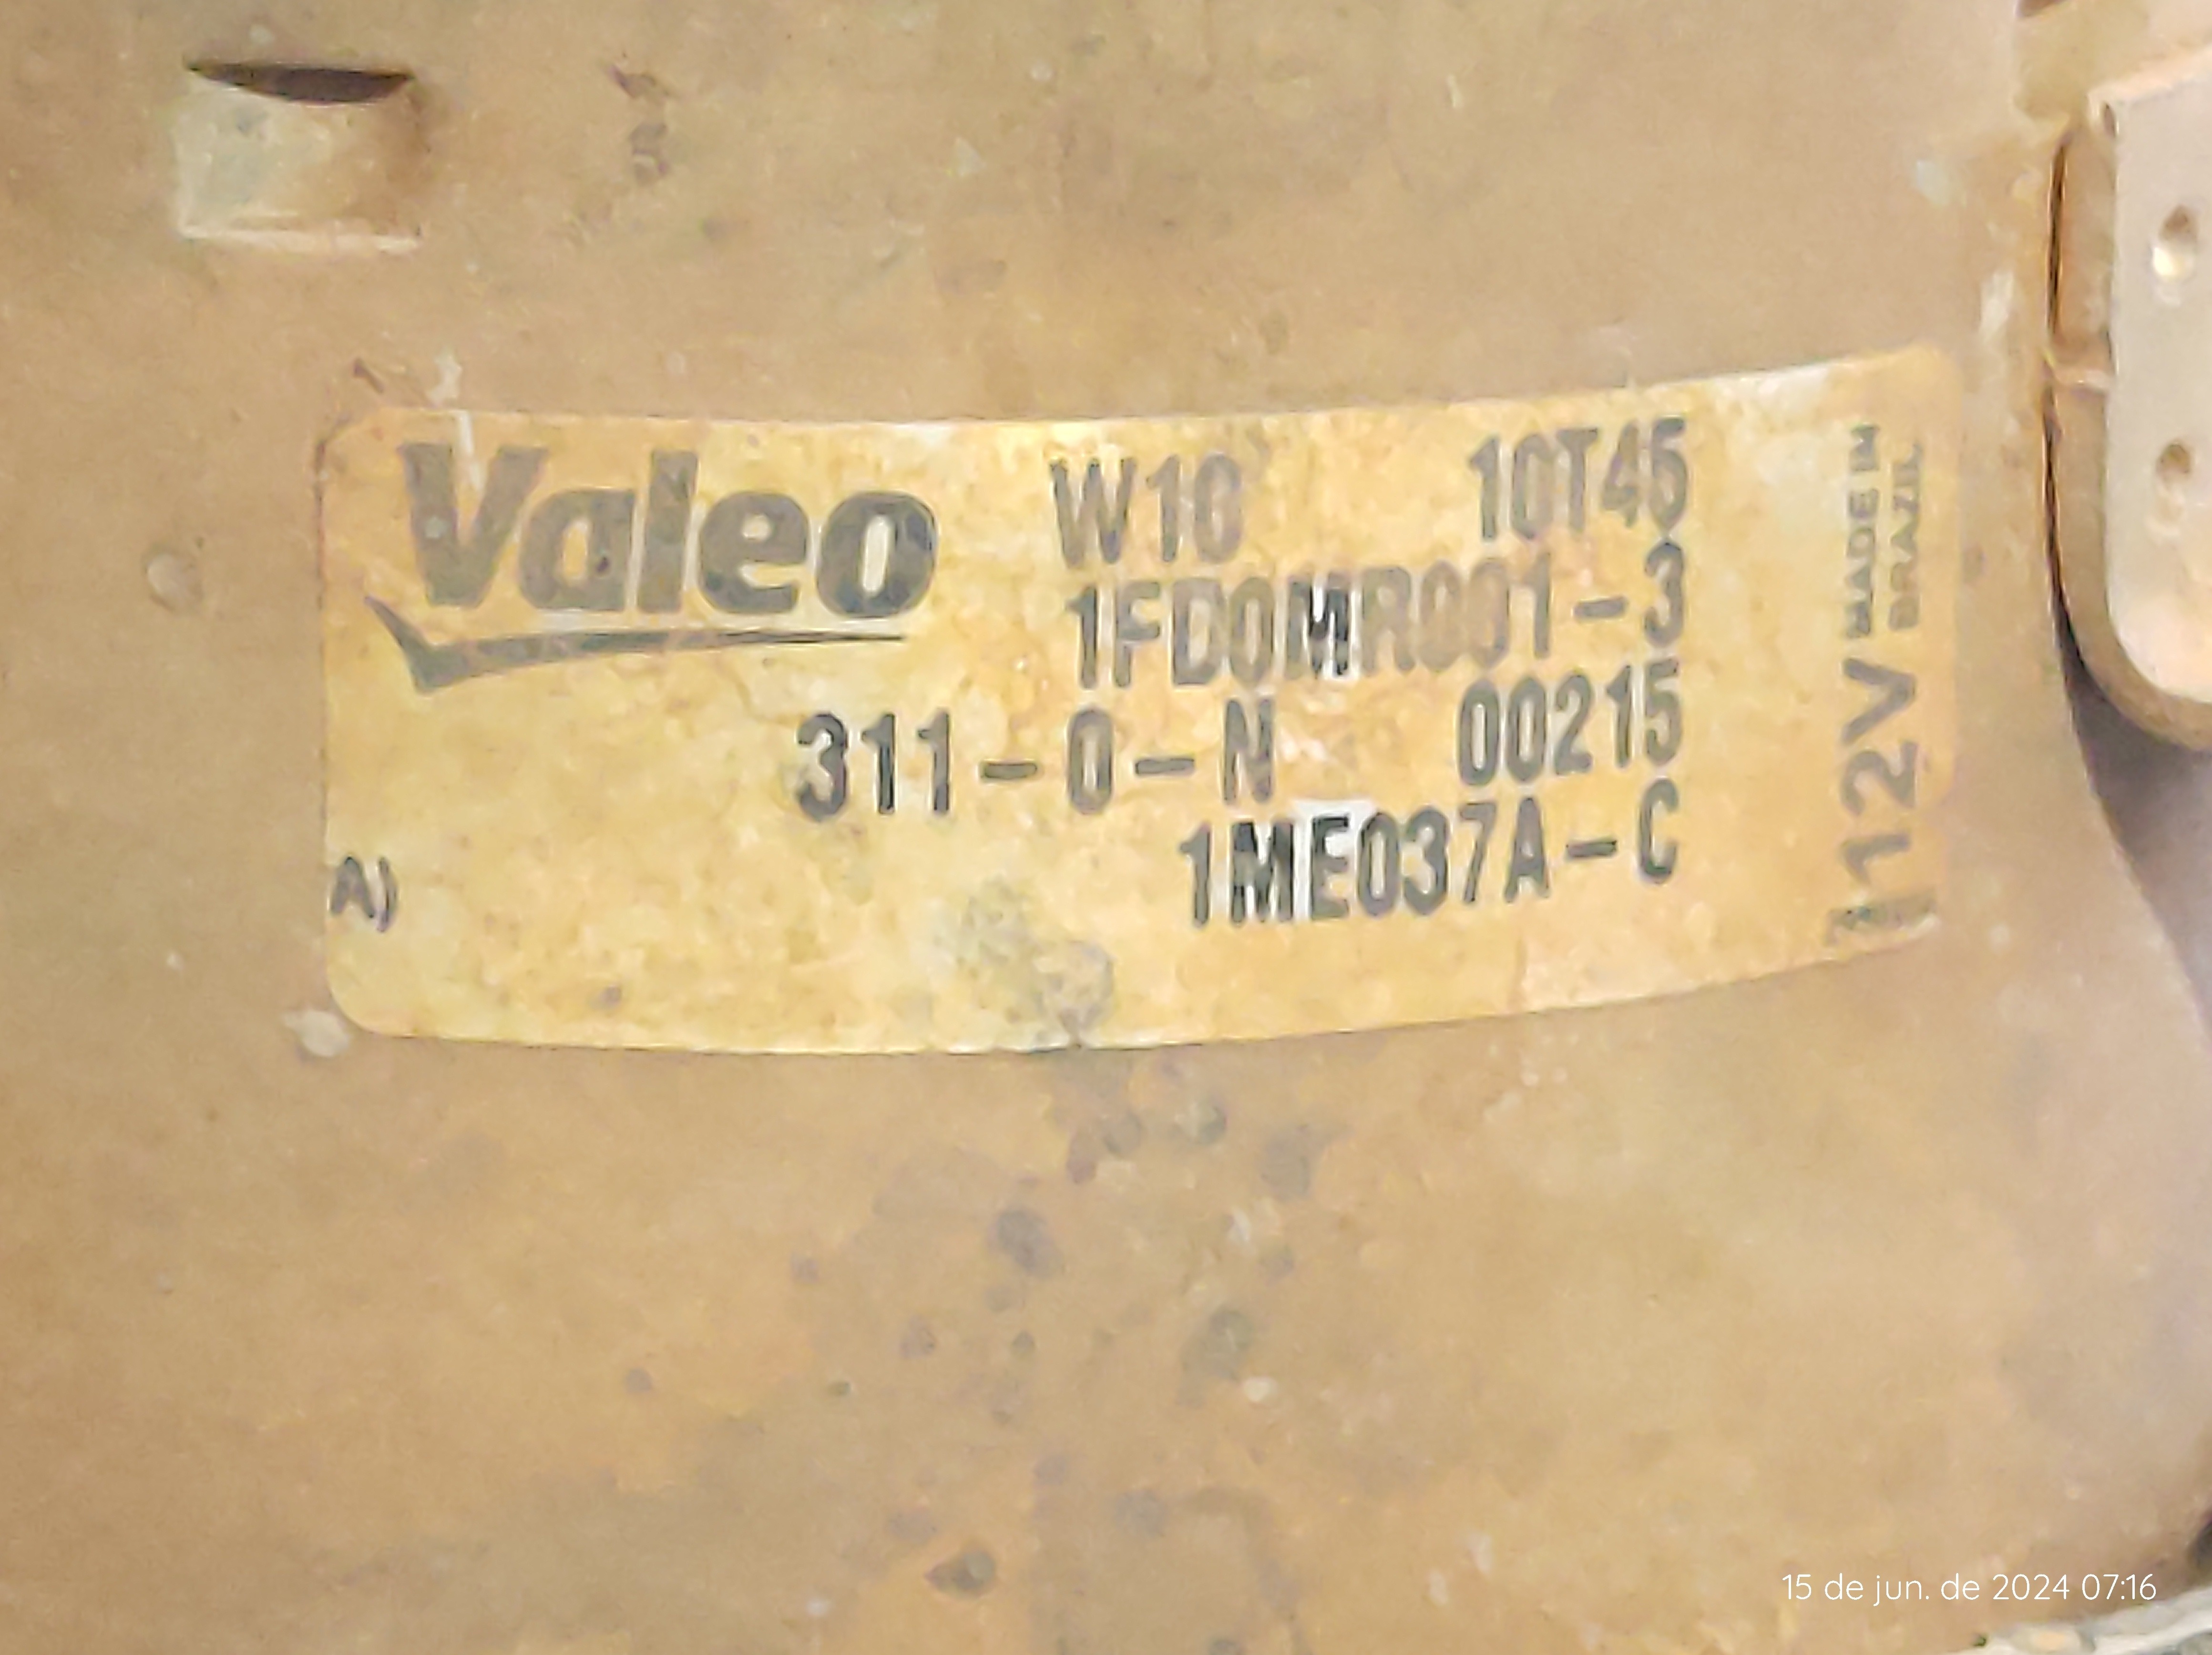 Valeo
W10 10T45
1FD0MR001-3
311-0-N 00215
1ME037A-C
A)
MADE IN
BRAZIL
12V
15 de jun. de 2024 07:16